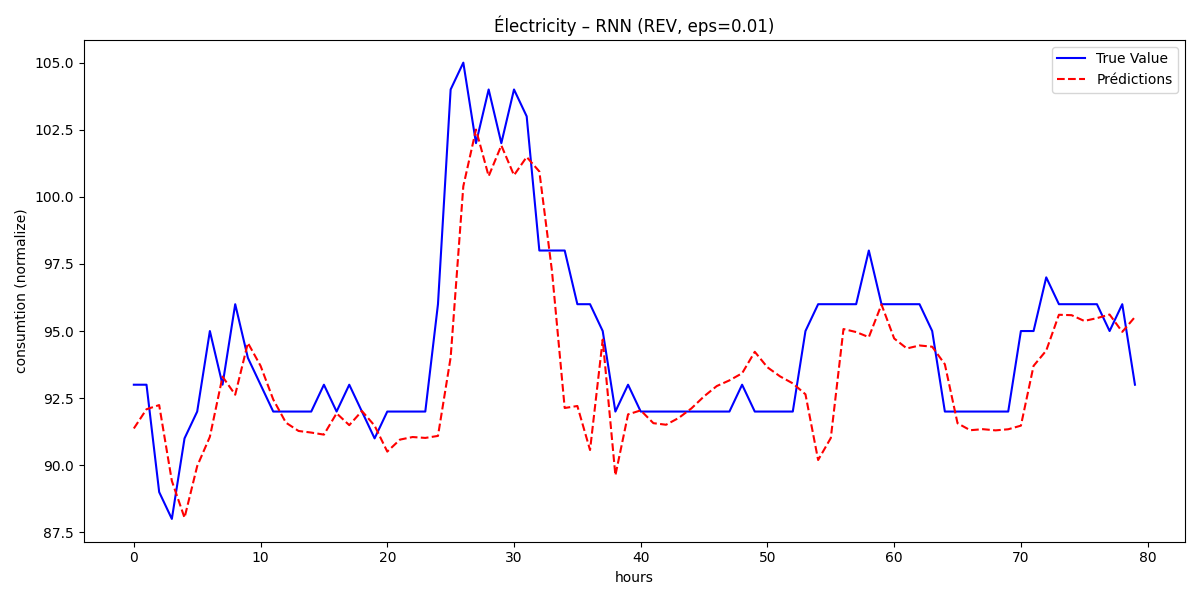 Électricity – RNN (REV, eps=0.01)
True Value
Prédictions
consumtion (normalize)
105.0
102.5
100.0
97.5
95.0
92.5
90.0
87.5
0 10 20 30 40 50 60 70 80
hours